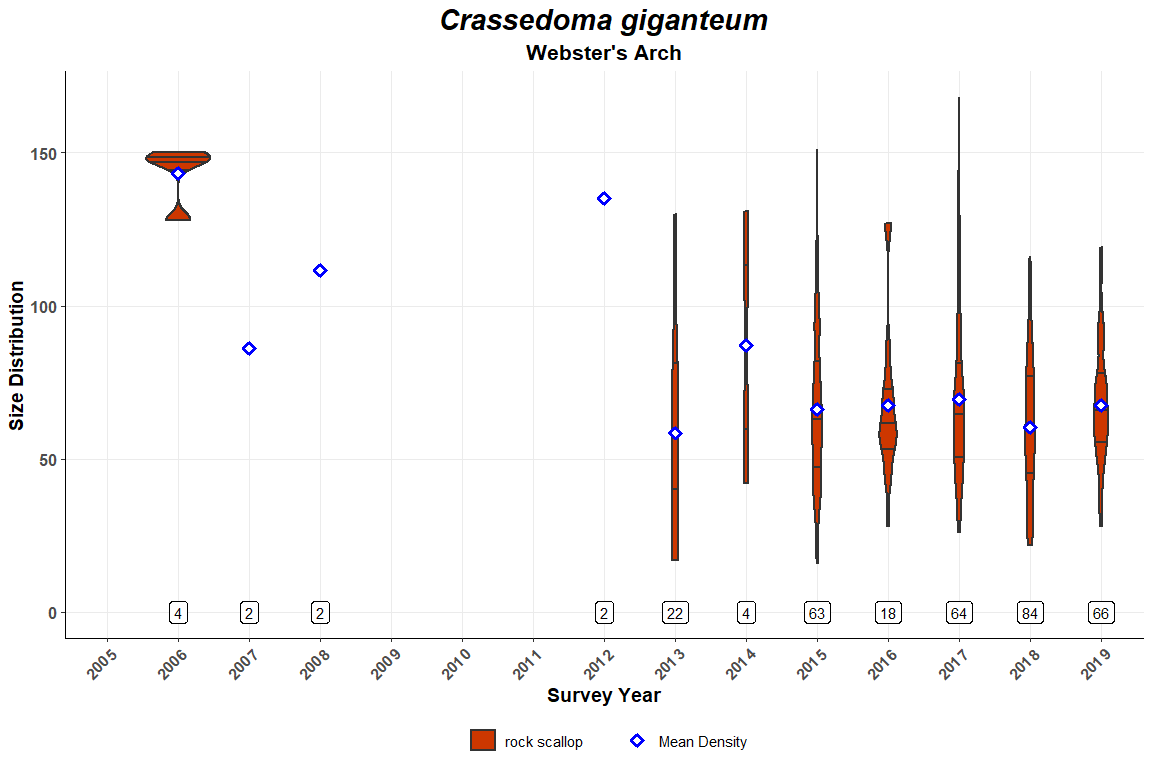 Crassedoma giganteum
Webster's Arch
Size Distribution
150
100
50
0
4 2 2 2 22 4 63 18 64 84 66
2005 2006 2007 2008 2009 2010 2011 2012 2013 2014 2015 2016 2017 2018 2019
Survey Year
rock scallop Mean Density